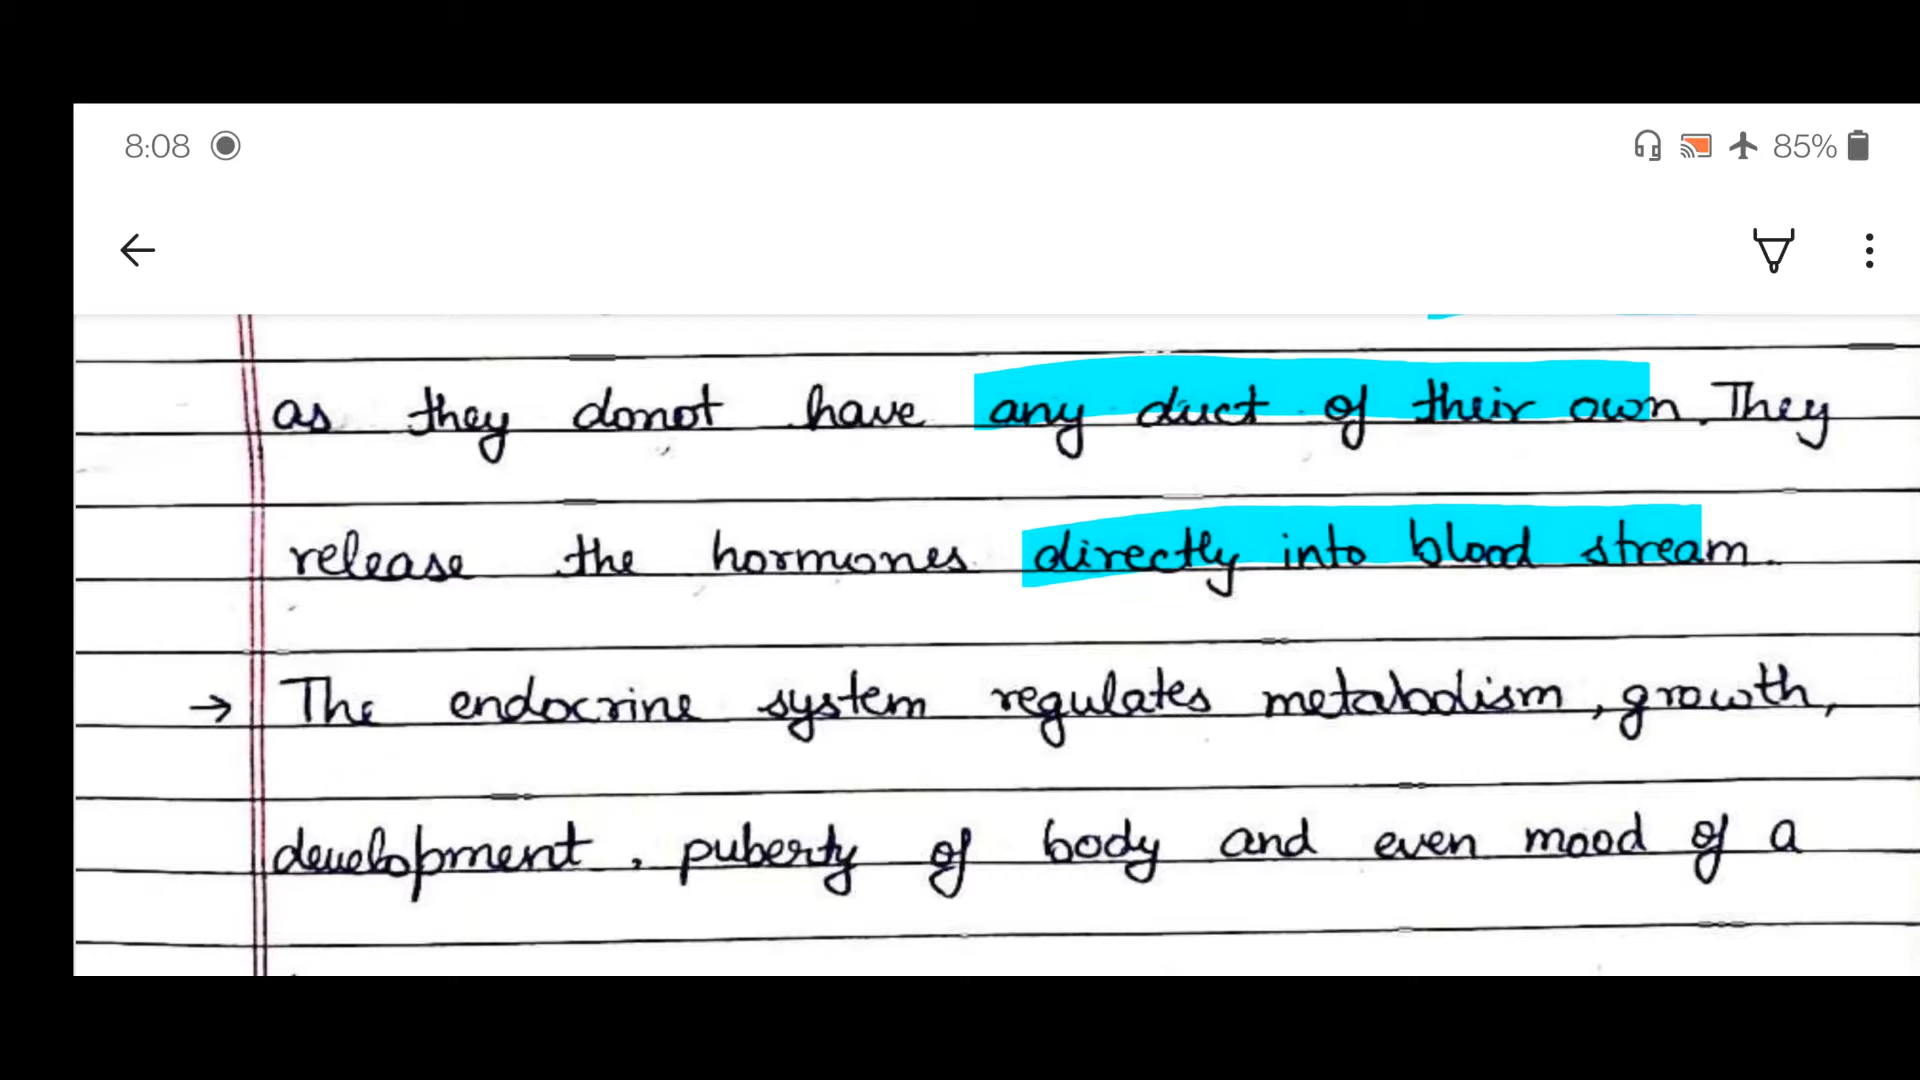 8:08 85%
as they donot have any duct of their own. They
release the hormones directly into blood stream.
→ The endocrine system regulates metabolism, growth,
development, puberty of body and even mood of a